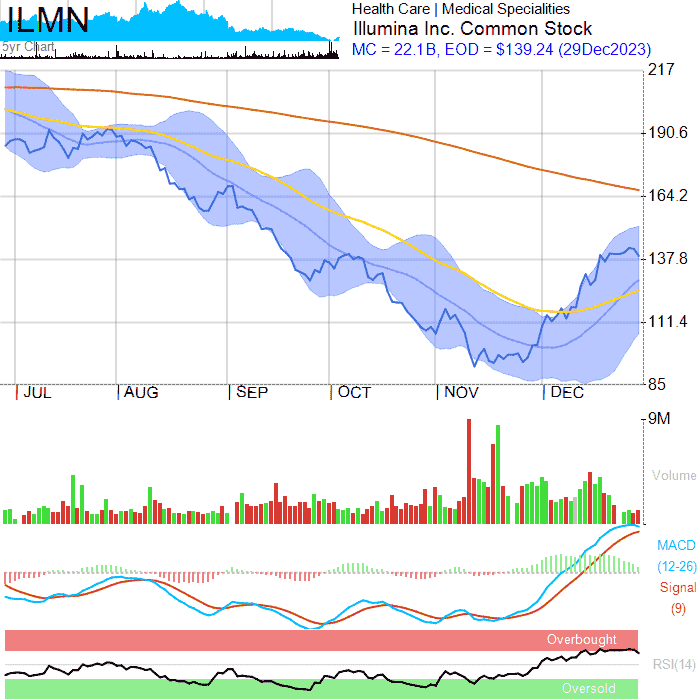 ILMN
5yr Chart
Health Care | Medical Specialities
Illumina Inc. Common Stock
MC = 22.1B, EOD = $139.24 (29Dec2023)
217
190.6
164.2
137.8
111.4
85
JUL AUG SEP OCT NOV DEC
9M
Volume
MACD
(12-26)
Signal
(9)
Overbought
RSI(14)
Oversold